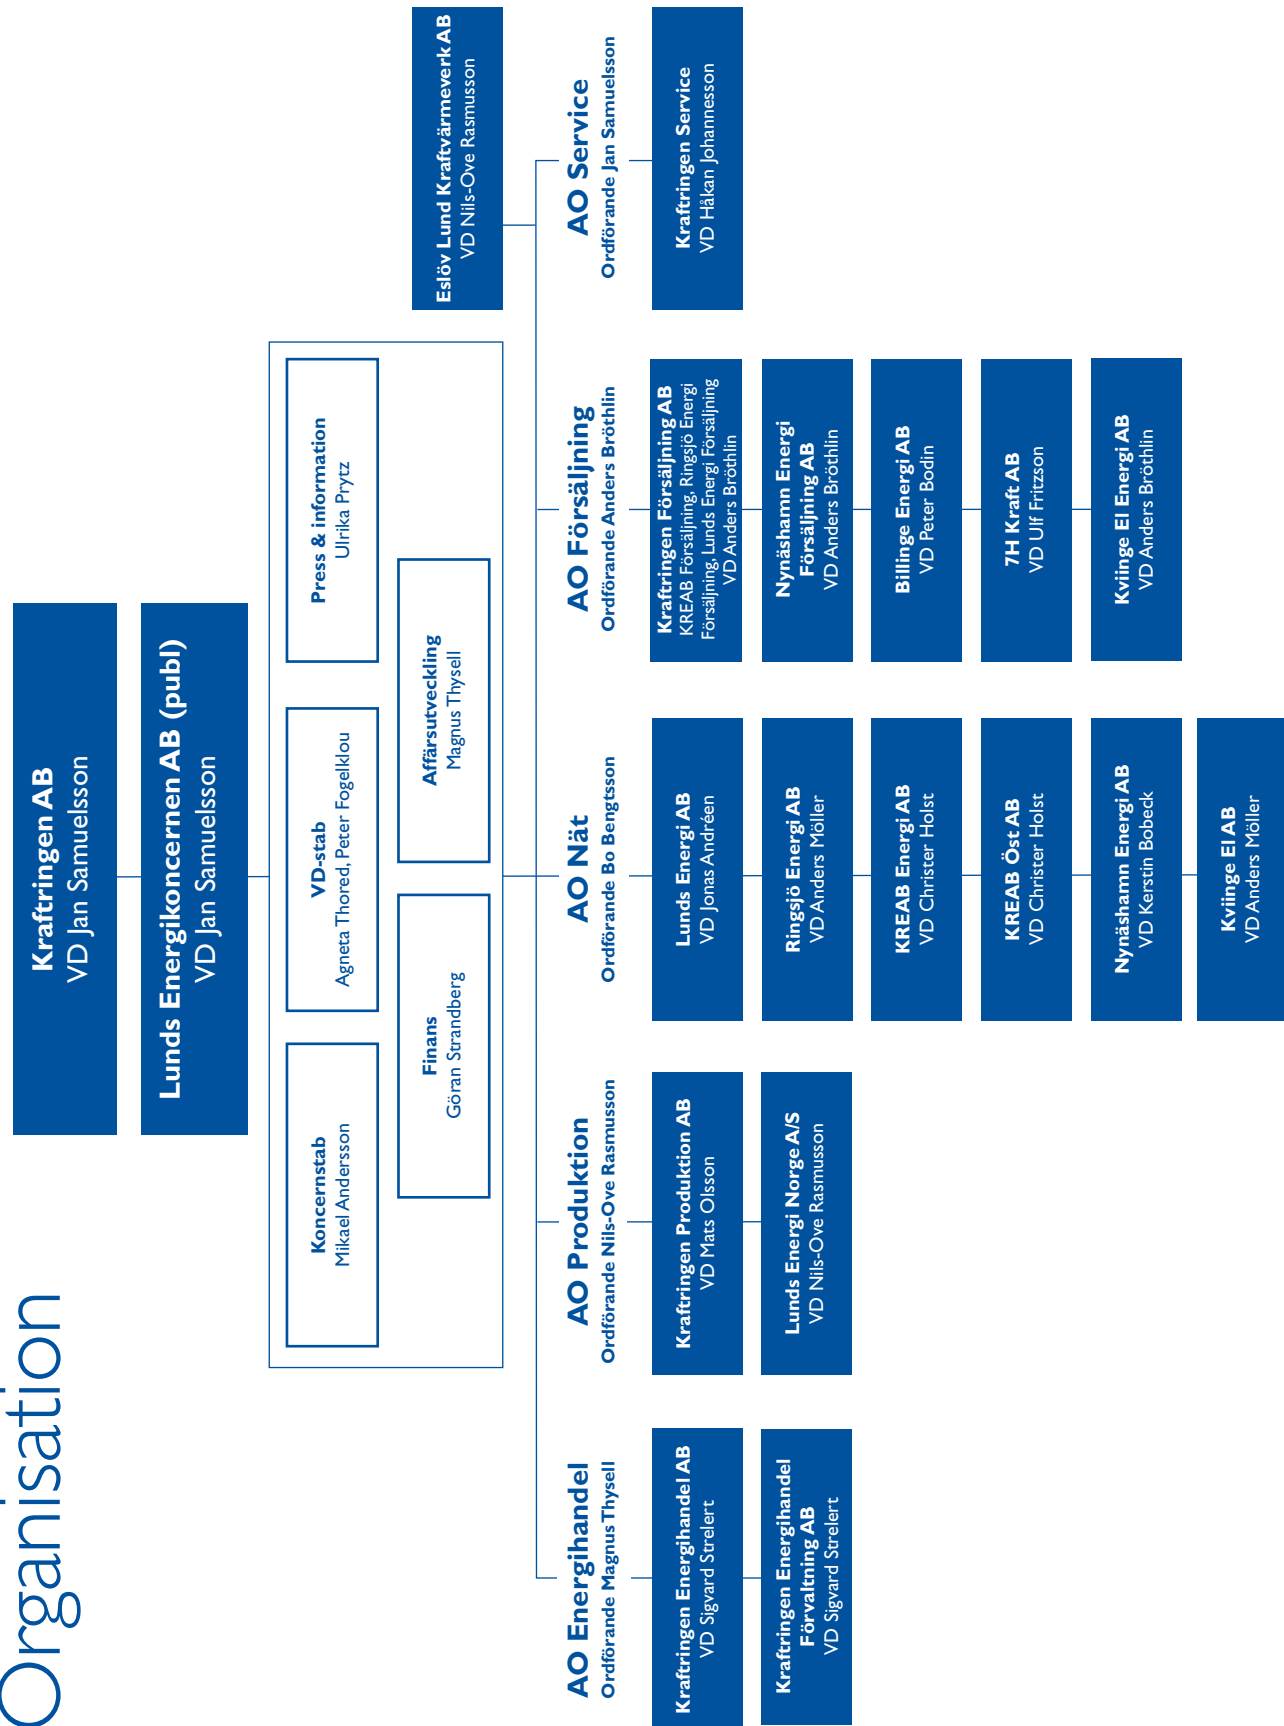 Organisation
Kraftringen AB
VD Jan Samuelsson
Lunds Energikoncernen AB (publ)
VD Jan Samuelsson
Koncernstab
Mikael Andersson
VD-stab
Agneta Thored, Peter Fogelklou
Press & information
Ulrika Prytz
Finans
Göran Strandberg
Affärsutveckling
Magnus Thysell
Eslöv Lund Kraftvärmeverk AB
VD Nils-Ove Rasmusson
AO Energihandel
Ordförande Magnus Thysell
Kraftringen Energihandel AB
VD Sigvard Strelert
Kraftringen Energihandel
Förvaltning AB
VD Sigvard Strelert
AO Produktion
Ordförande Nils-Ove Rasmusson
Kraftringen Produktion AB
VD Mats Olsson
Lunds Energi Norge A/S
VD Nils-Ove Rasmusson
AO Nät
Ordförande Bo Bengtsson
Lunds Energi AB
VD Jonas Andréen
Ringsjö Energi AB
VD Anders Möller
KREAB Energi AB
VD Christer Holst
KREAB Öst AB
VD Christer Holst
Nynäshamn Energi AB
VD Kerstin Bobeck
Kviinge El AB
VD Anders Möller
AO Försäljning
Ordförande Anders Bröthlin
Kraftringen Försäljning AB
KREAB Försäljning, Ringsjö Energi
Försäljning, Lunds Energi Försäljning
VD Anders Bröthlin
Nynäshamn Energi
Försäljning AB
VD Anders Bröthlin
Billinge Energi AB
VD Peter Bodin
7H Kraft AB
VD Ulf Fritzson
Kviinge El Energi AB
VD Anders Bröthlin
AO Service
Ordförande Jan Samuelsson
Kraftringen Service
VD Håkan Johannesson